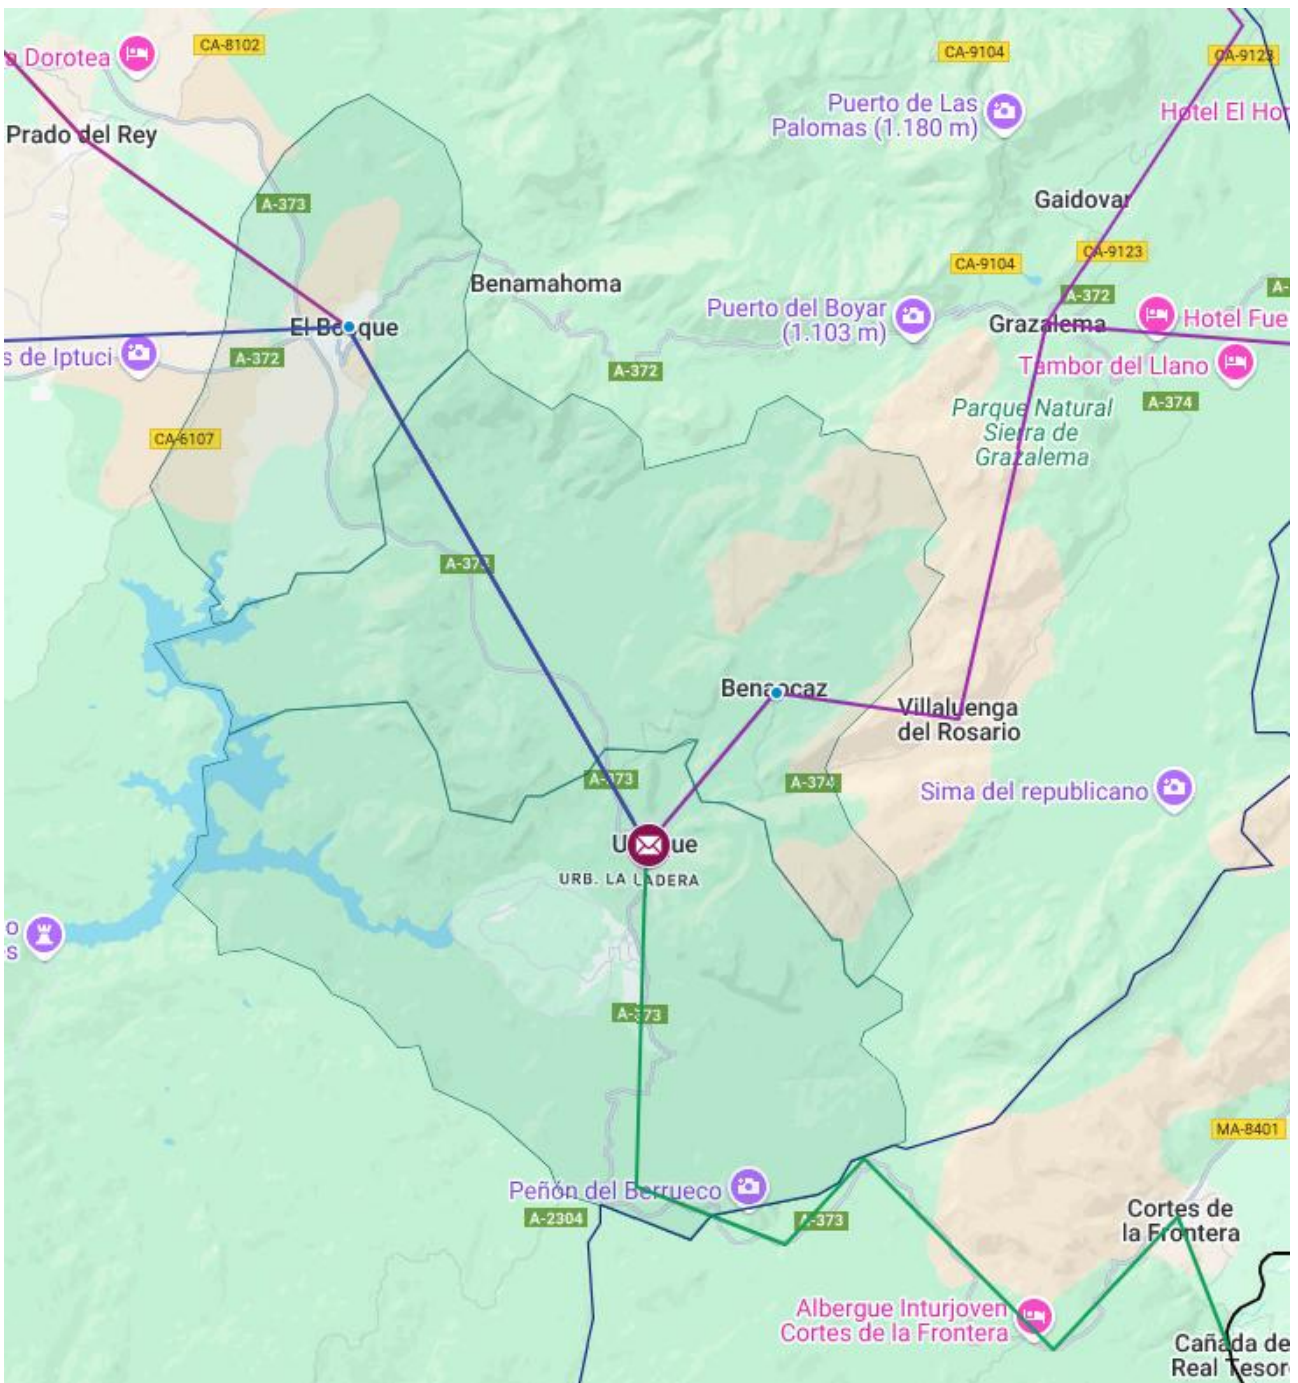 CA-8102
CA-9104
CA-9123
a Dorotea
Puerto de Las
Palomas (1.180 m)
Hotel El Hor
Prado del Rey
A-373
Gaidovar
CA-9123
CA-9104
Benamahoma
A-372
A-
Puerto del Boyar
(1.103 m)
Grazalema
Hotel Fue
El Bosque
s de Iptuci
A-372
A-372
Tambor del Llano
A-374
Parque Natural
Sierra de
Grazalema
CA-6107
A-373
Benaocaz
Villaluenga
del Rosario
A-373
A-374
Sima del republicano
Ubrique
URB. LA LADERA
o
s
A-373
MA-8401
Peñón del Berrueco
A-2304
A-373
Cortes de
la Frontera
Albergue Inturjoven
Cortes de la Frontera
Cañada de
Real Tesor